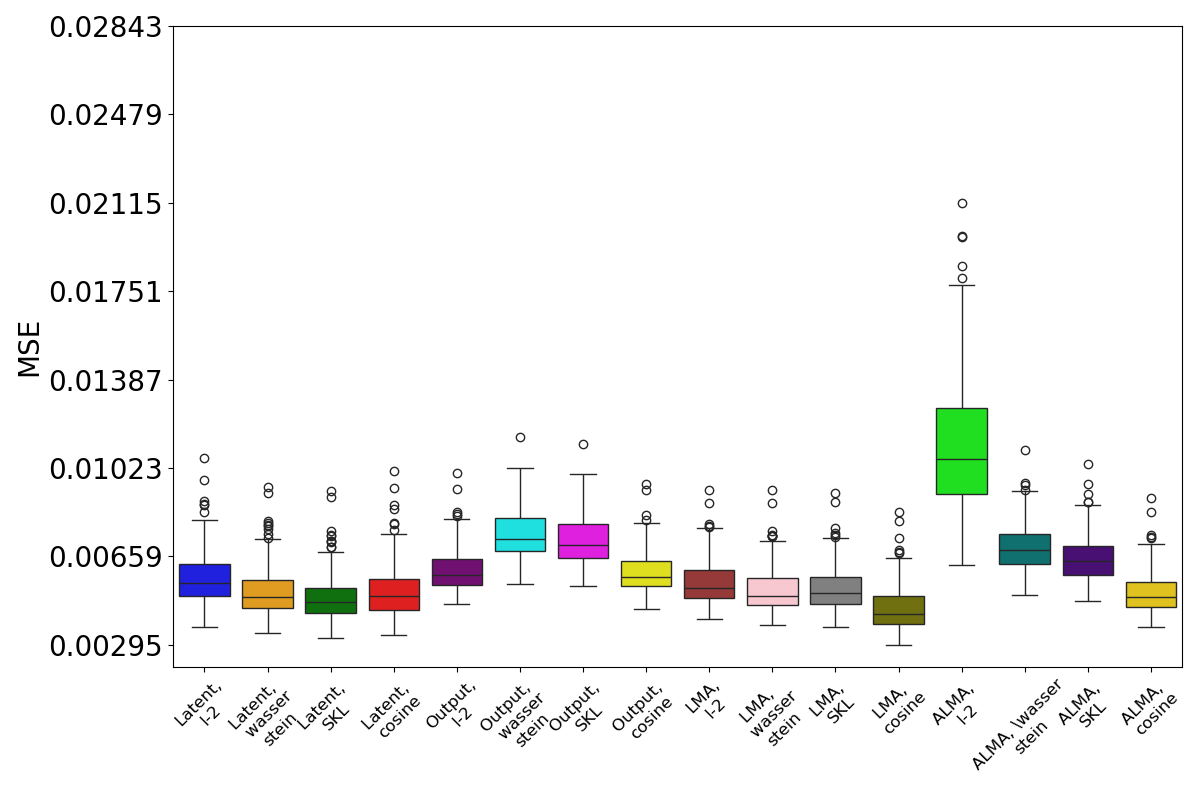 0.02843
0.02479
0.02115
0.01751
0.01387
0.01023
0.00659
0.00295
MSE
Latent,
l-2
Latent,
wasser
stein
Latent,
SKL
Latent,
cosine
Output,
l-2
Output,
wasser
stein
Output,
SKL
Output,
cosine
LMA,
l-2
LMA,
wasser
stein
LMA,
SKL
LMA,
cosine
ALMA,
l-2
ALMA, \wasser
stein
ALMA,
SKL
ALMA,
cosine